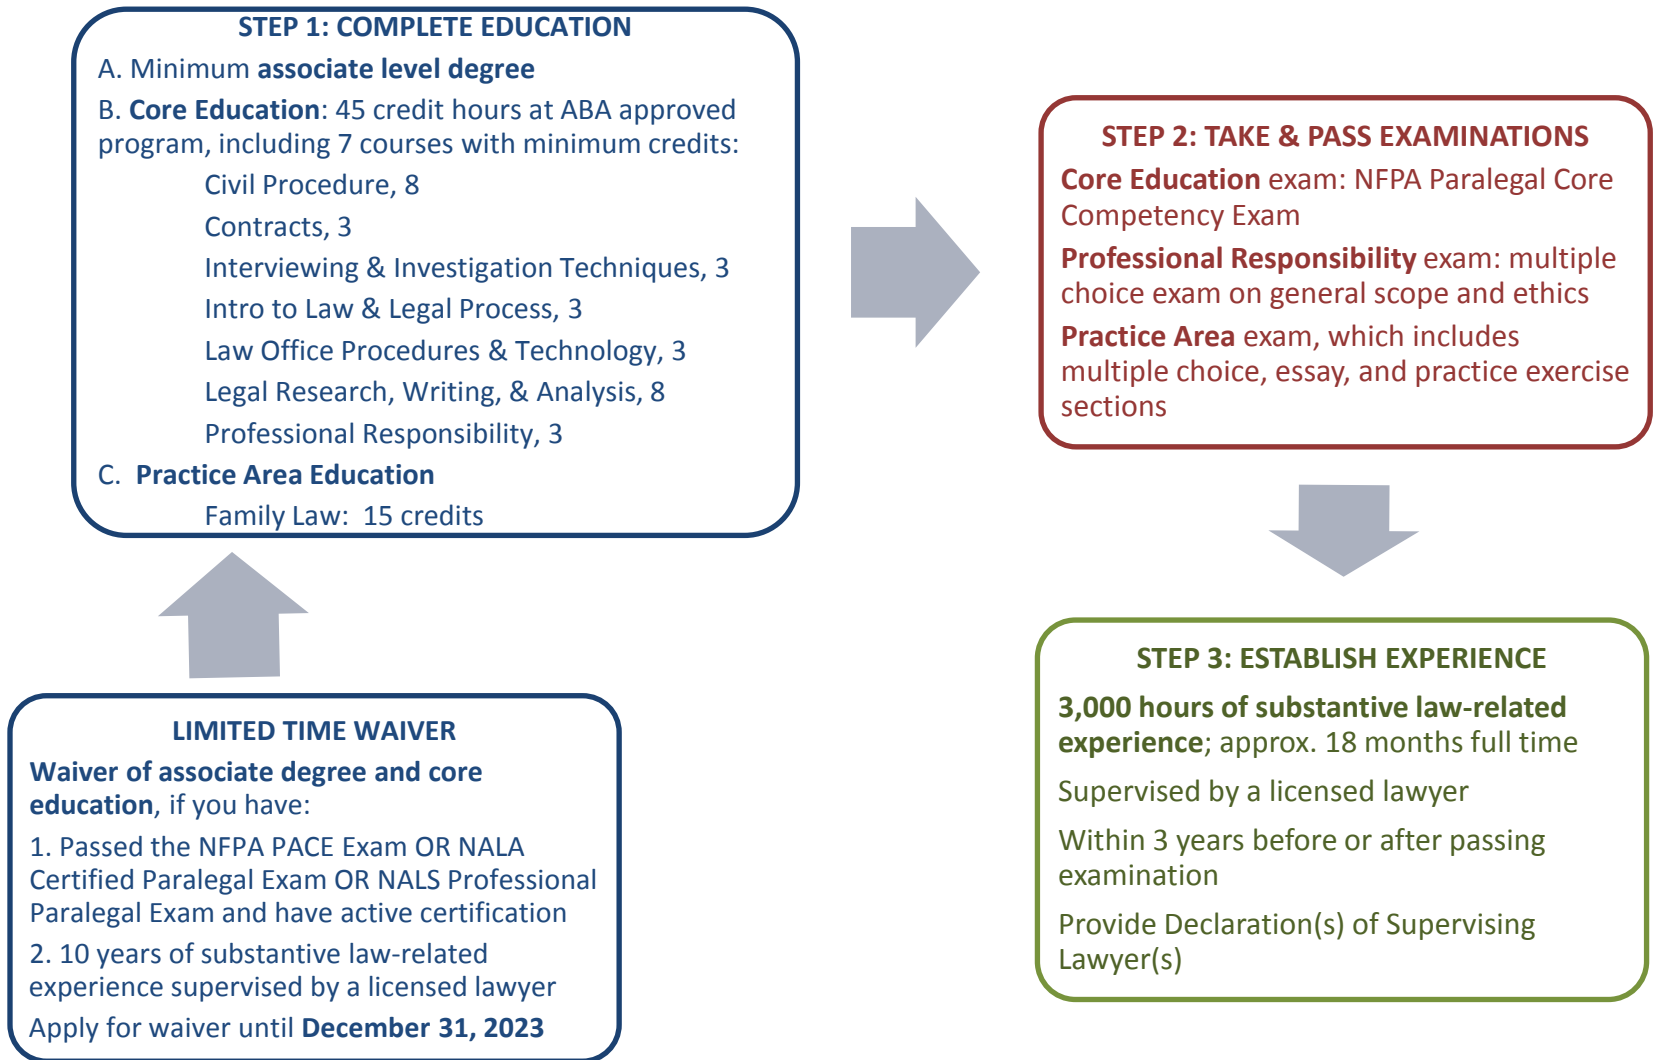 STEP 1: COMPLETE EDUCATION
A. Minimum associate level degree
B. Core Education: 45 credit hours at ABA approved
program, including 7 courses with minimum credits:
Civil Procedure, 8
Contracts, 3
Interviewing & Investigation Techniques, 3
Intro to Law & Legal Process, 3
Law Office Procedures & Technology, 3
Legal Research, Writing, & Analysis, 8
Professional Responsibility, 3
C. Practice Area Education
Family Law: 15 credits
LIMITED TIME WAIVER
Waiver of associate degree and core
education, if you have:
1. Passed the NFPA PACE Exam OR NALA
Certified Paralegal Exam OR NALS Professional
Paralegal Exam and have active certification
2. 10 years of substantive law-related
experience supervised by a licensed lawyer
Apply for waiver until December 31, 2023
STEP 2: TAKE & PASS EXAMINATIONS
Core Education exam: NFPA Paralegal Core
Competency Exam
Professional Responsibility exam: multiple
choice exam on general scope and ethics
Practice Area exam, which includes
multiple choice, essay, and practice exercise
sections
STEP 3: ESTABLISH EXPERIENCE
3,000 hours of substantive law-related
experience; approx. 18 months full time
Supervised by a licensed lawyer
Within 3 years before or after passing
examination
Provide Declaration(s) of Supervising
Lawyer(s)